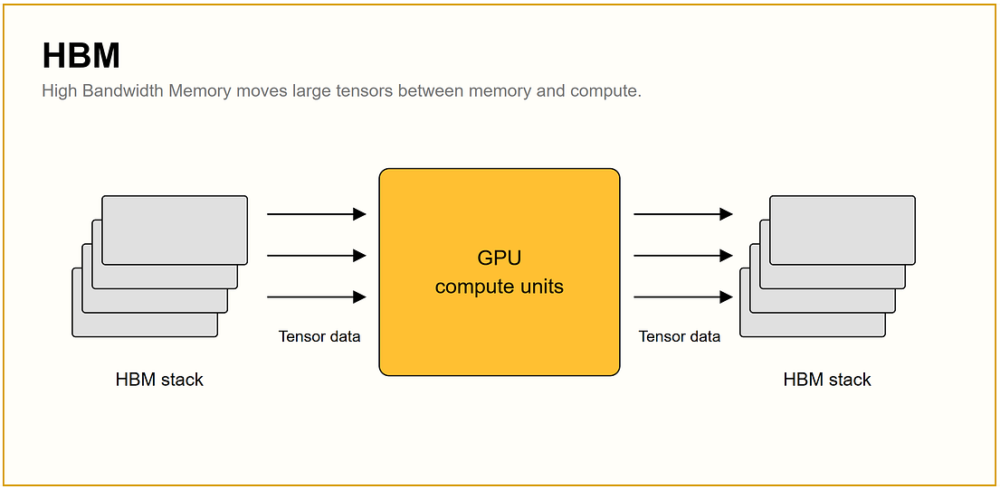 HBM
High Bandwidth Memory moves large tensors between memory and compute.
GPU
compute units
Tensor data
Tensor data
HBM stack
HBM stack